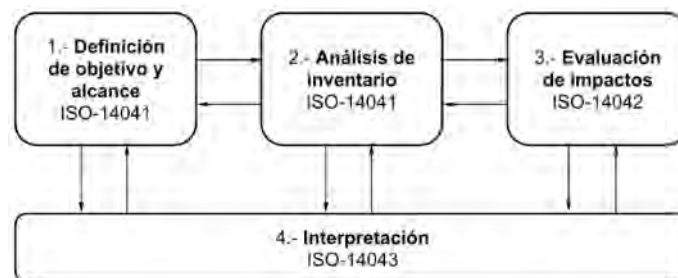 1.- Definición
de objetivo y
alcance
ISO-14041
2.- Análisis de
inventario
ISO-14041
3.- Evaluación
de impactos
ISO-14042
4.- Interpretación
ISO-14043